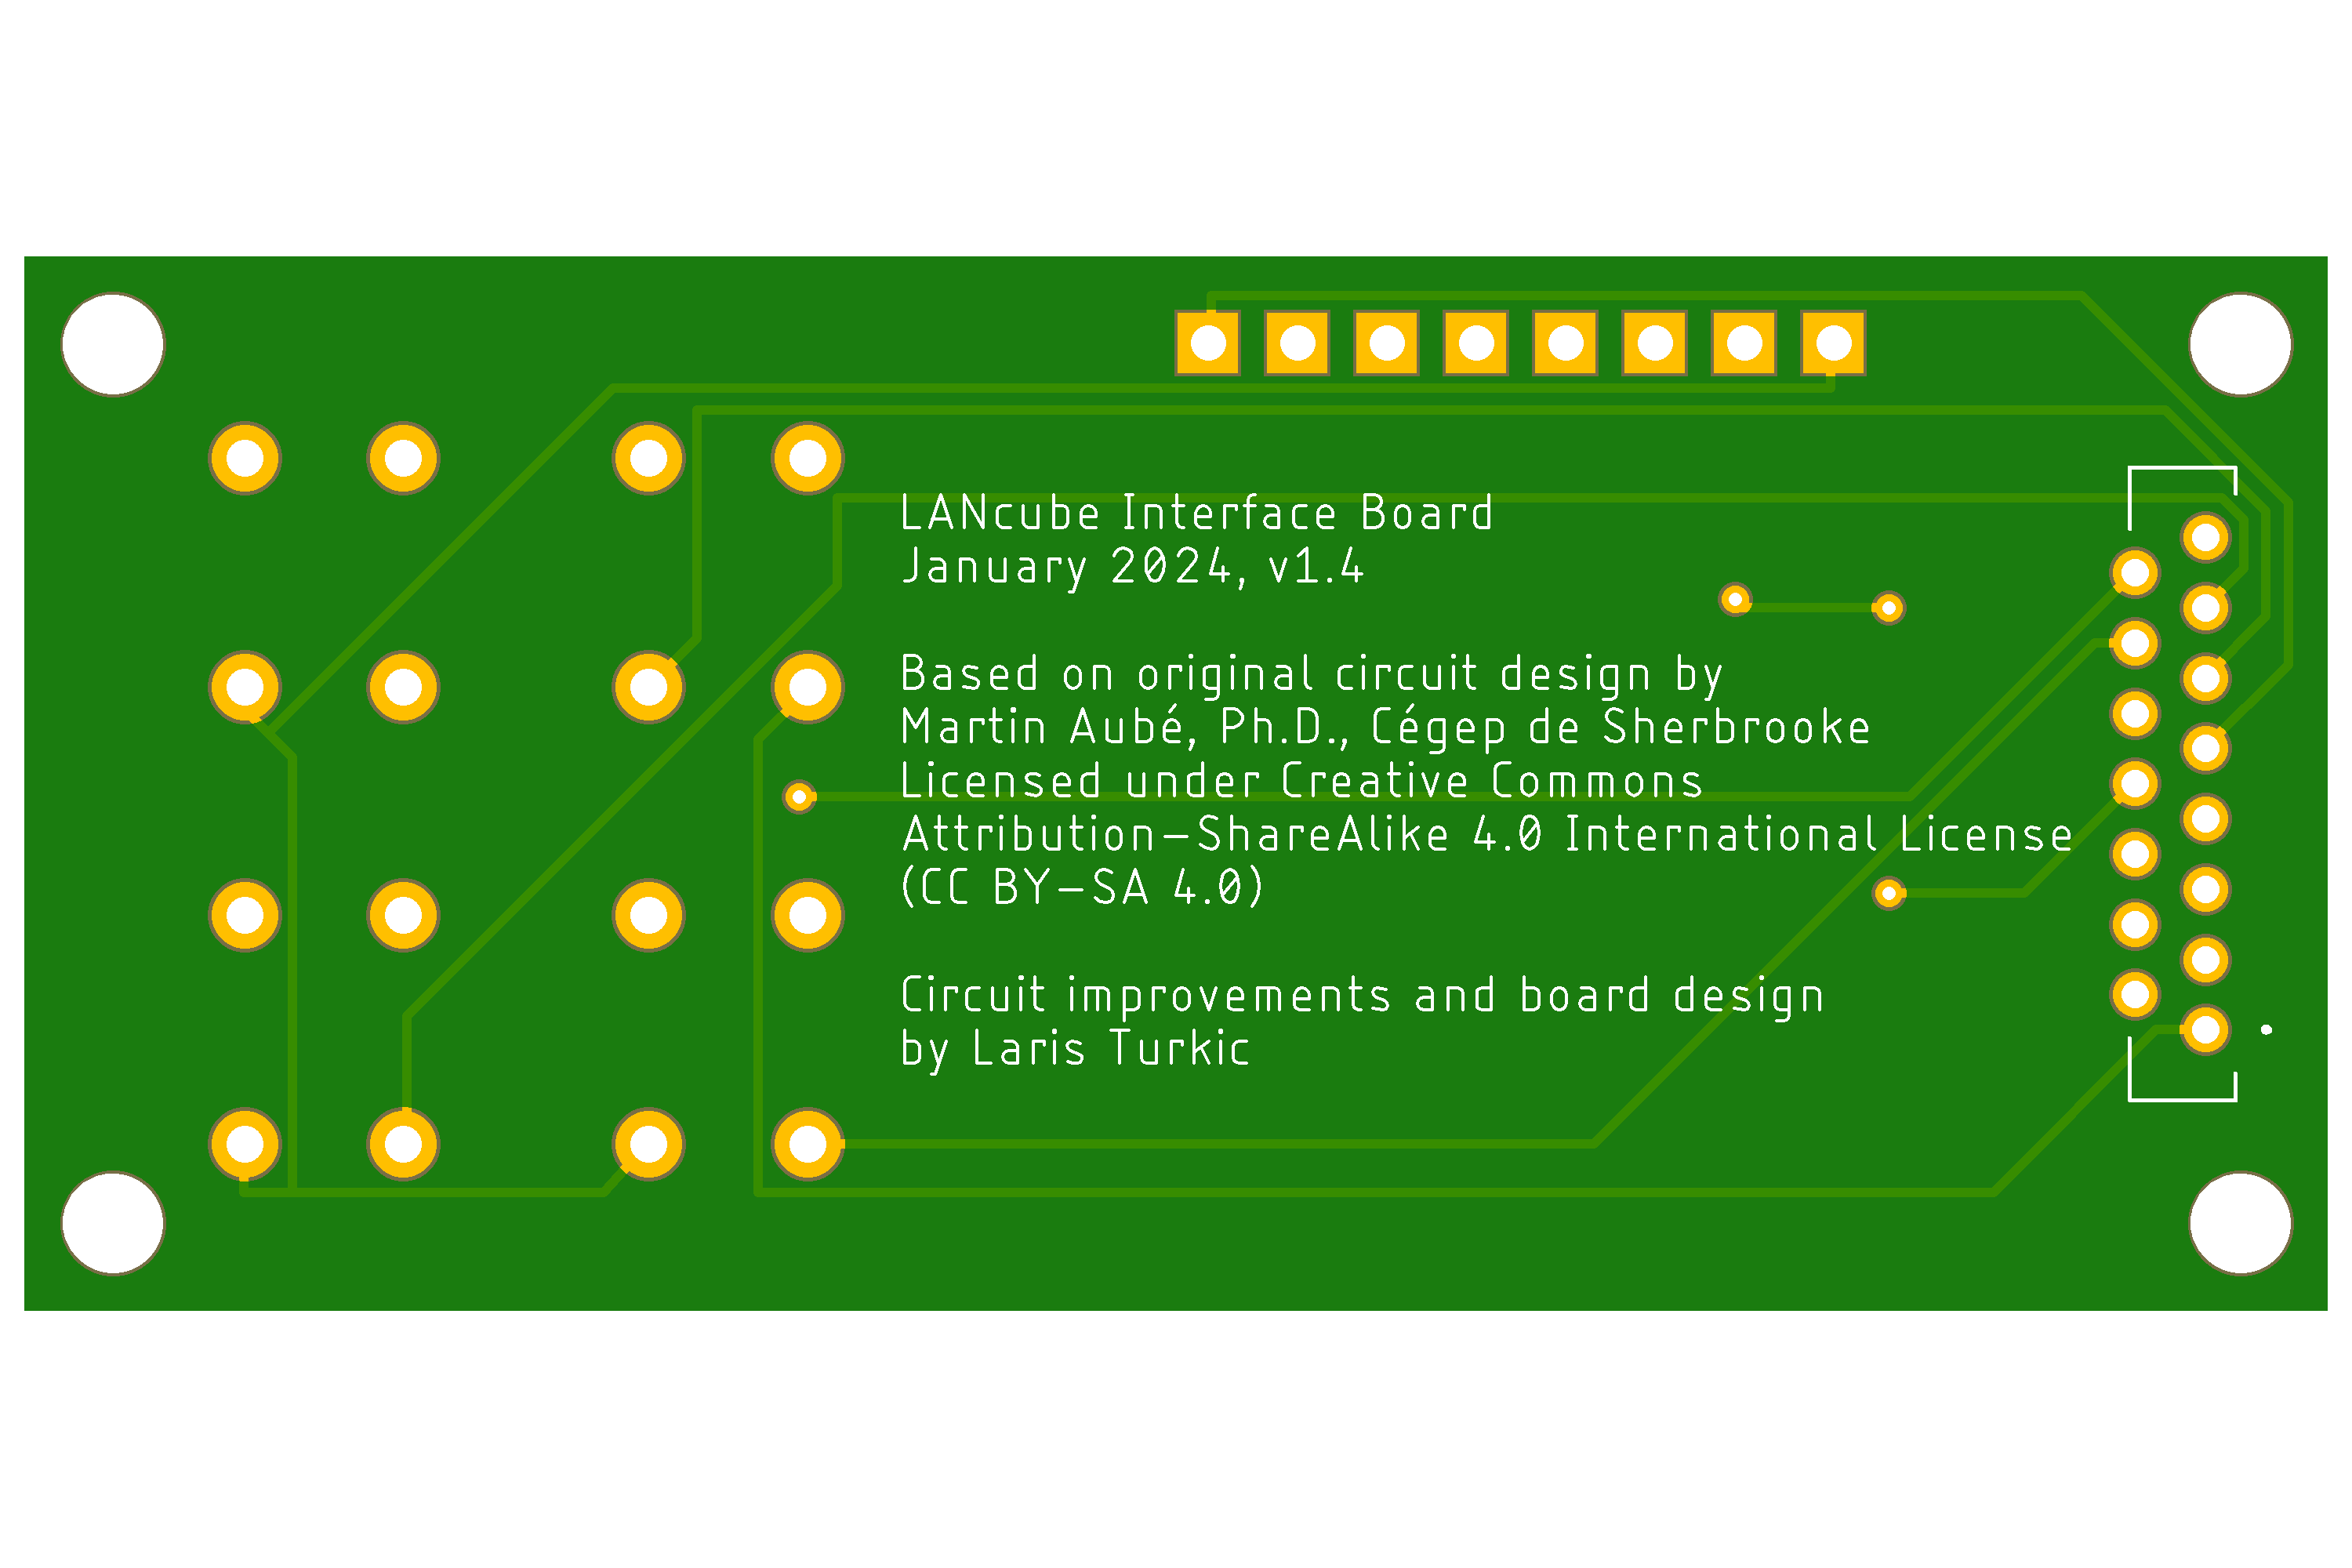 LANcube Interface Board
January 2024, v1.4
Based on original circuit design by
Martin Aubé, Ph.D., Cégep de Sherbrooke
Licensed under Creative Commons
Attribution-ShareAlike 4.0 International License
(CC BY-SA 4.0)
Circuit improvements and board design
by Laris Turkic